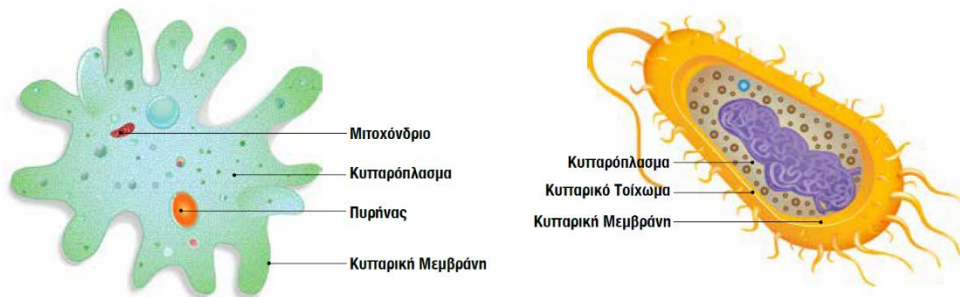 Μιτοχόνδριο
Κυτταρόπλασμα
Πυρήνας
Κυτταρική Μεμβράνη
Κυτταρόπλασμα
Κυτταρικό Τοίχωμα
Κυτταρική Μεμβράνη